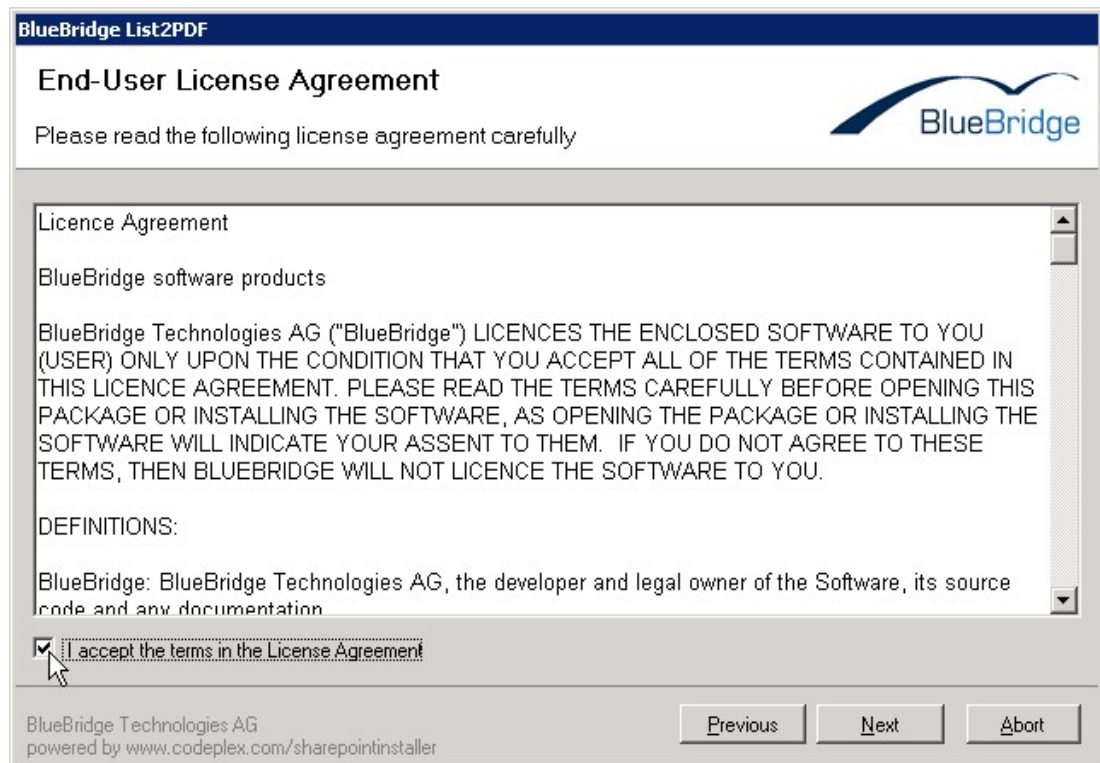 BlueBridge List2PDF
End-User License Agreement
Please read the following license agreement carefully
BlueBridge
Licence Agreement
BlueBridge software products
BlueBridge Technologies AG ("BlueBridge") LICENCES THE ENCLOSED SOFTWARE TO YOU
(USER) ONLY UPON THE CONDITION THAT YOU ACCEPT ALL OF THE TERMS CONTAINED IN
THIS LICENCE AGREEMENT. PLEASE READ THE TERMS CAREFULLY BEFORE OPENING THIS
PACKAGE OR INSTALLING THE SOFTWARE, AS OPENING THE PACKAGE OR INSTALLING THE
SOFTWARE WILL INDICATE YOUR ASSENT TO THEM.  IF YOU DO NOT AGREE TO THESE
TERMS, THEN BLUEBRIDGE WILL NOT LICENCE THE SOFTWARE TO YOU.
DEFINITIONS:
BlueBridge: BlueBridge Technologies AG, the developer and legal owner of the Software, its source
code and any documentation
I accept the terms in the License Agreement
BlueBridge Technologies AG
powered by www.codeplex.com/sharepointinstaller
Previous
Next
Abort